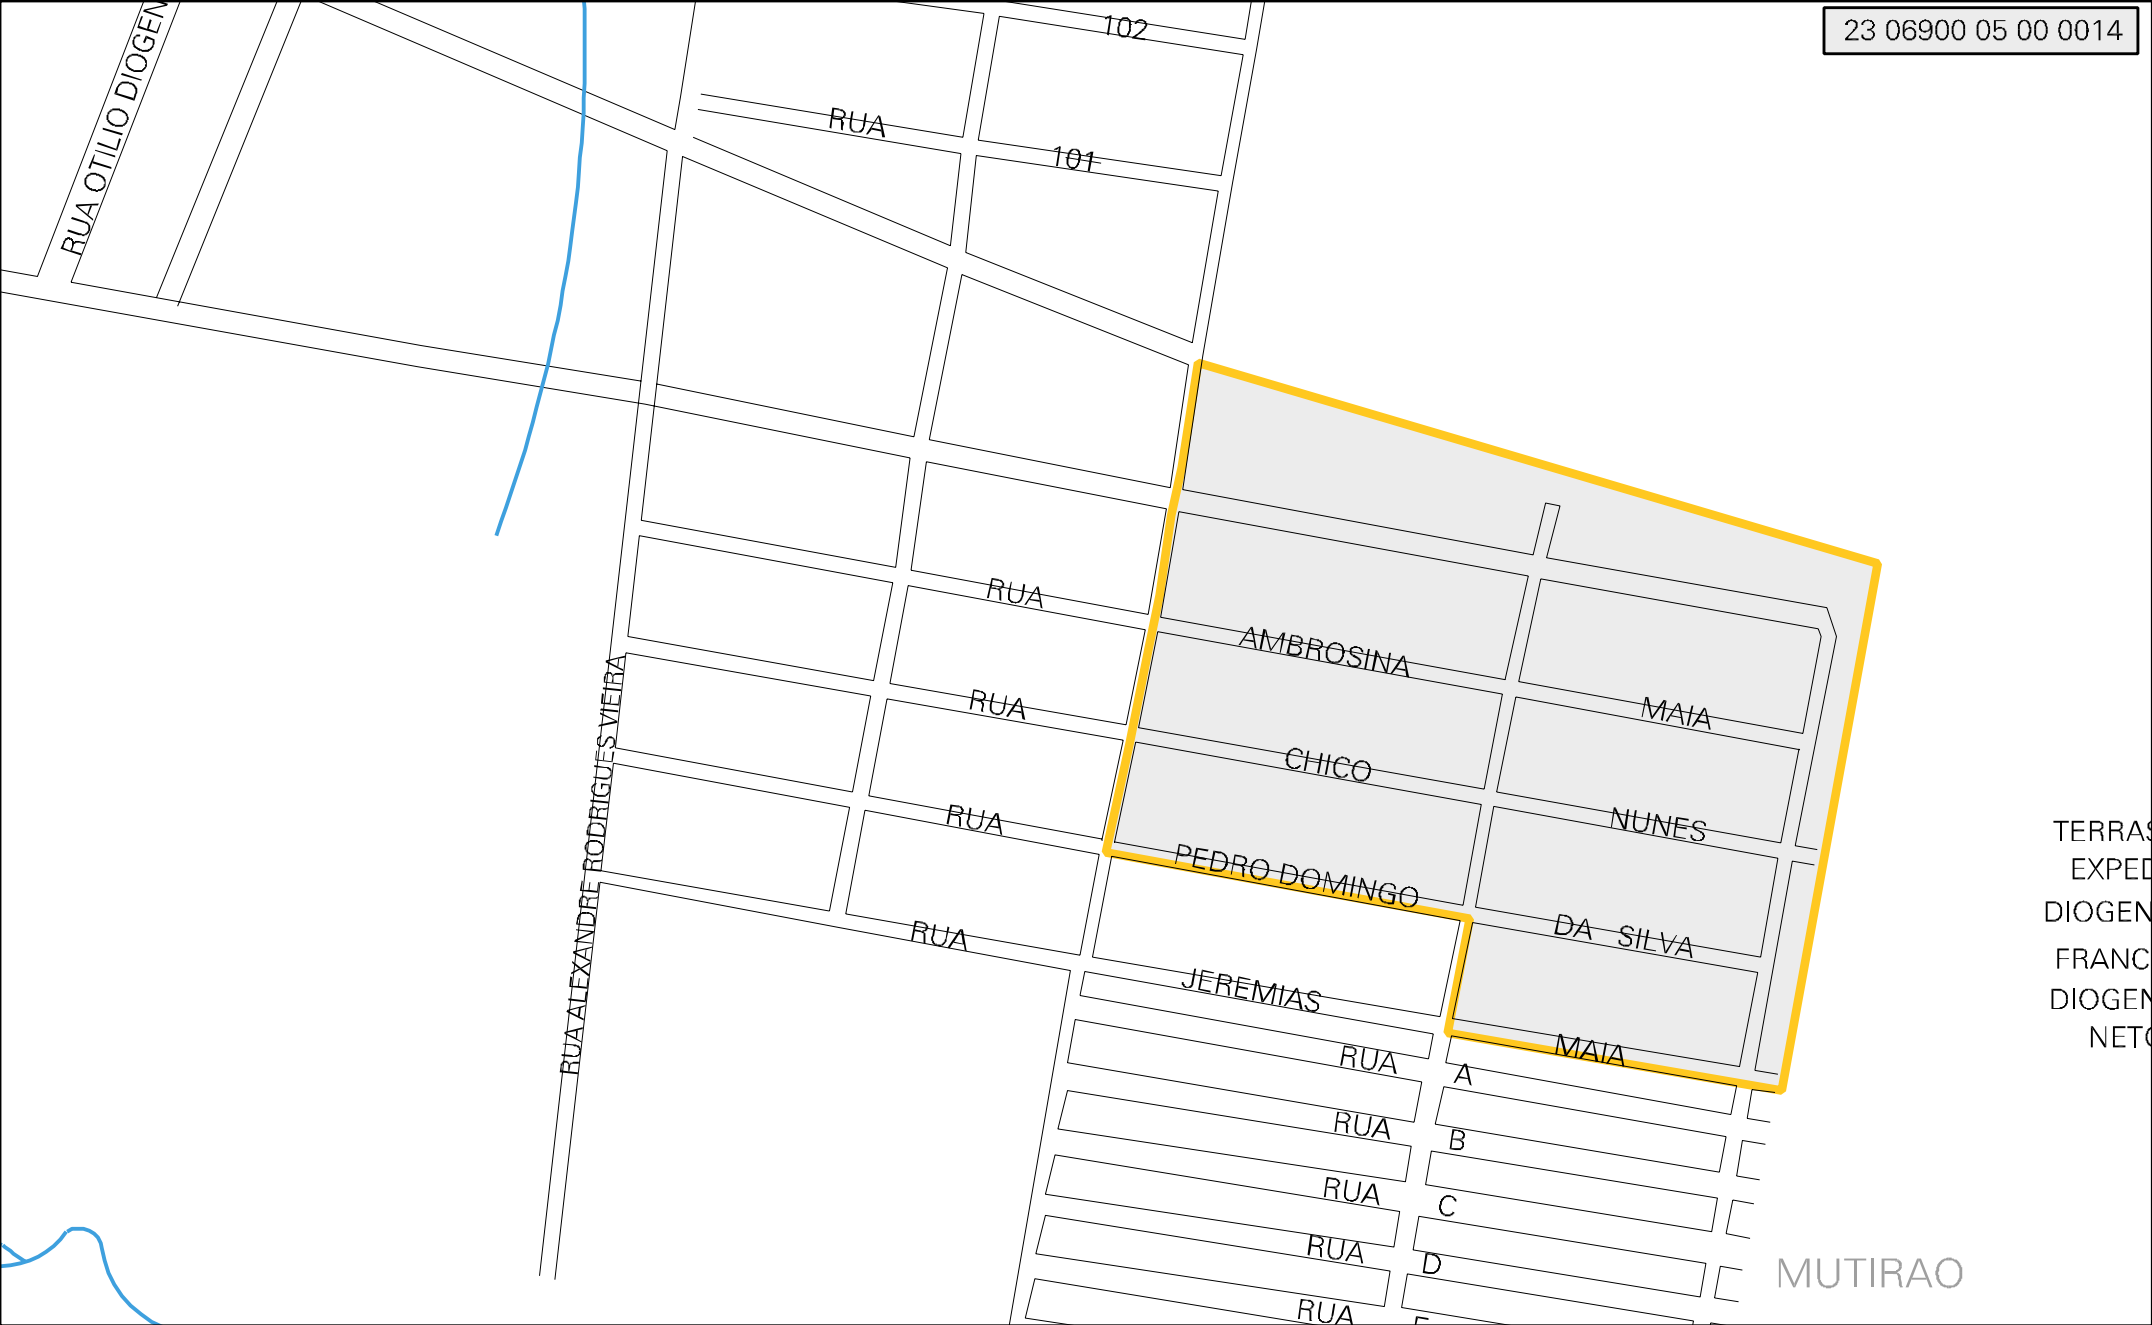 102
23 06900 05 00 0014
RUA OTILIO DIOGEN
RUA
101
RUA AMBROSINA MAIA
RUA CHICO NUNES
RUA PEDRO DOMINGO DA SILVA
RUA JEREMIAS MAIA
RUA ALEXANDRE RODRIGUES VIEIRA
TERRAS
EXPED
DIOGEN
FRANC
DIOGEN
NETO
RUA A
RUA B
RUA C
RUA D
RUA
MUTIRAO